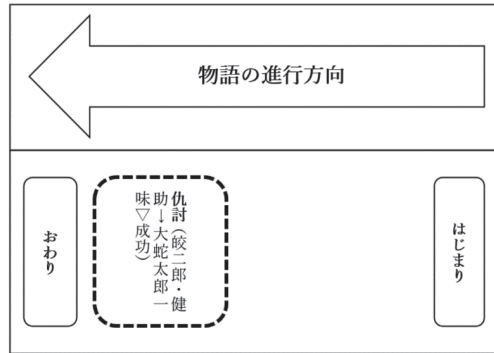 物語の進行方向
はじまり
仇討(皎二郎・健
助→大蛇太郎一
味▽成功)
おわり